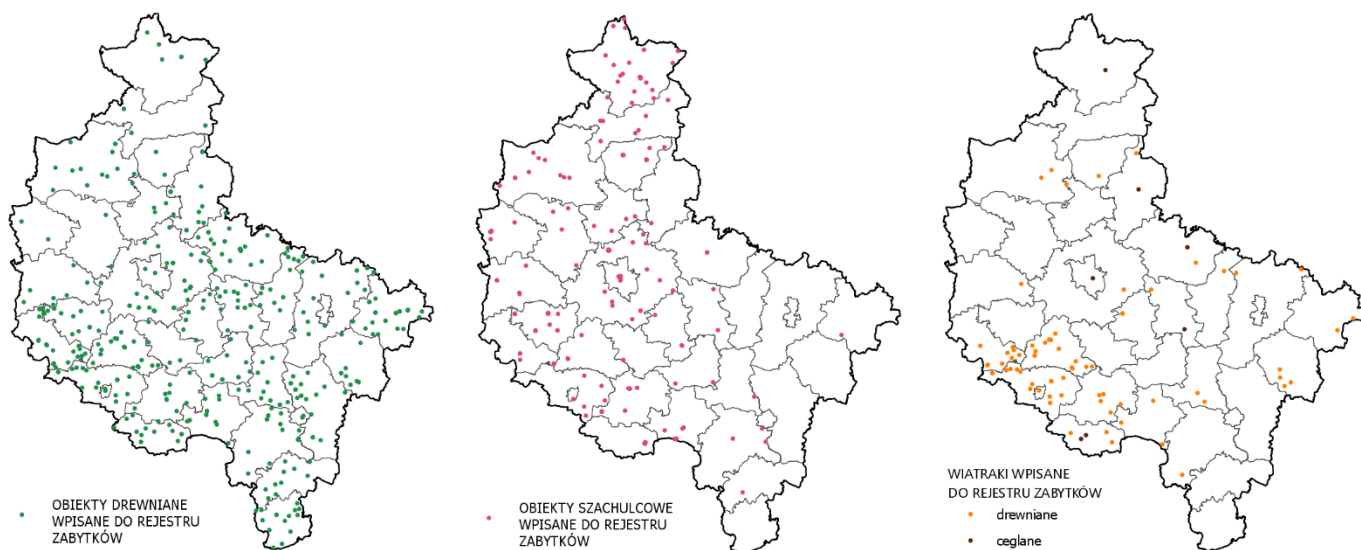 OBIEKTY DREWNIANE
WPISANE DO REJESTRU
ZABYTKÓW
OBIEKTY SZACHULCOWE
WPISANE DO REJESTRU
ZABYTKÓW
WIATRAKI WPISANE
DO REJESTRU ZABYTKÓW
drewniane
ceglane